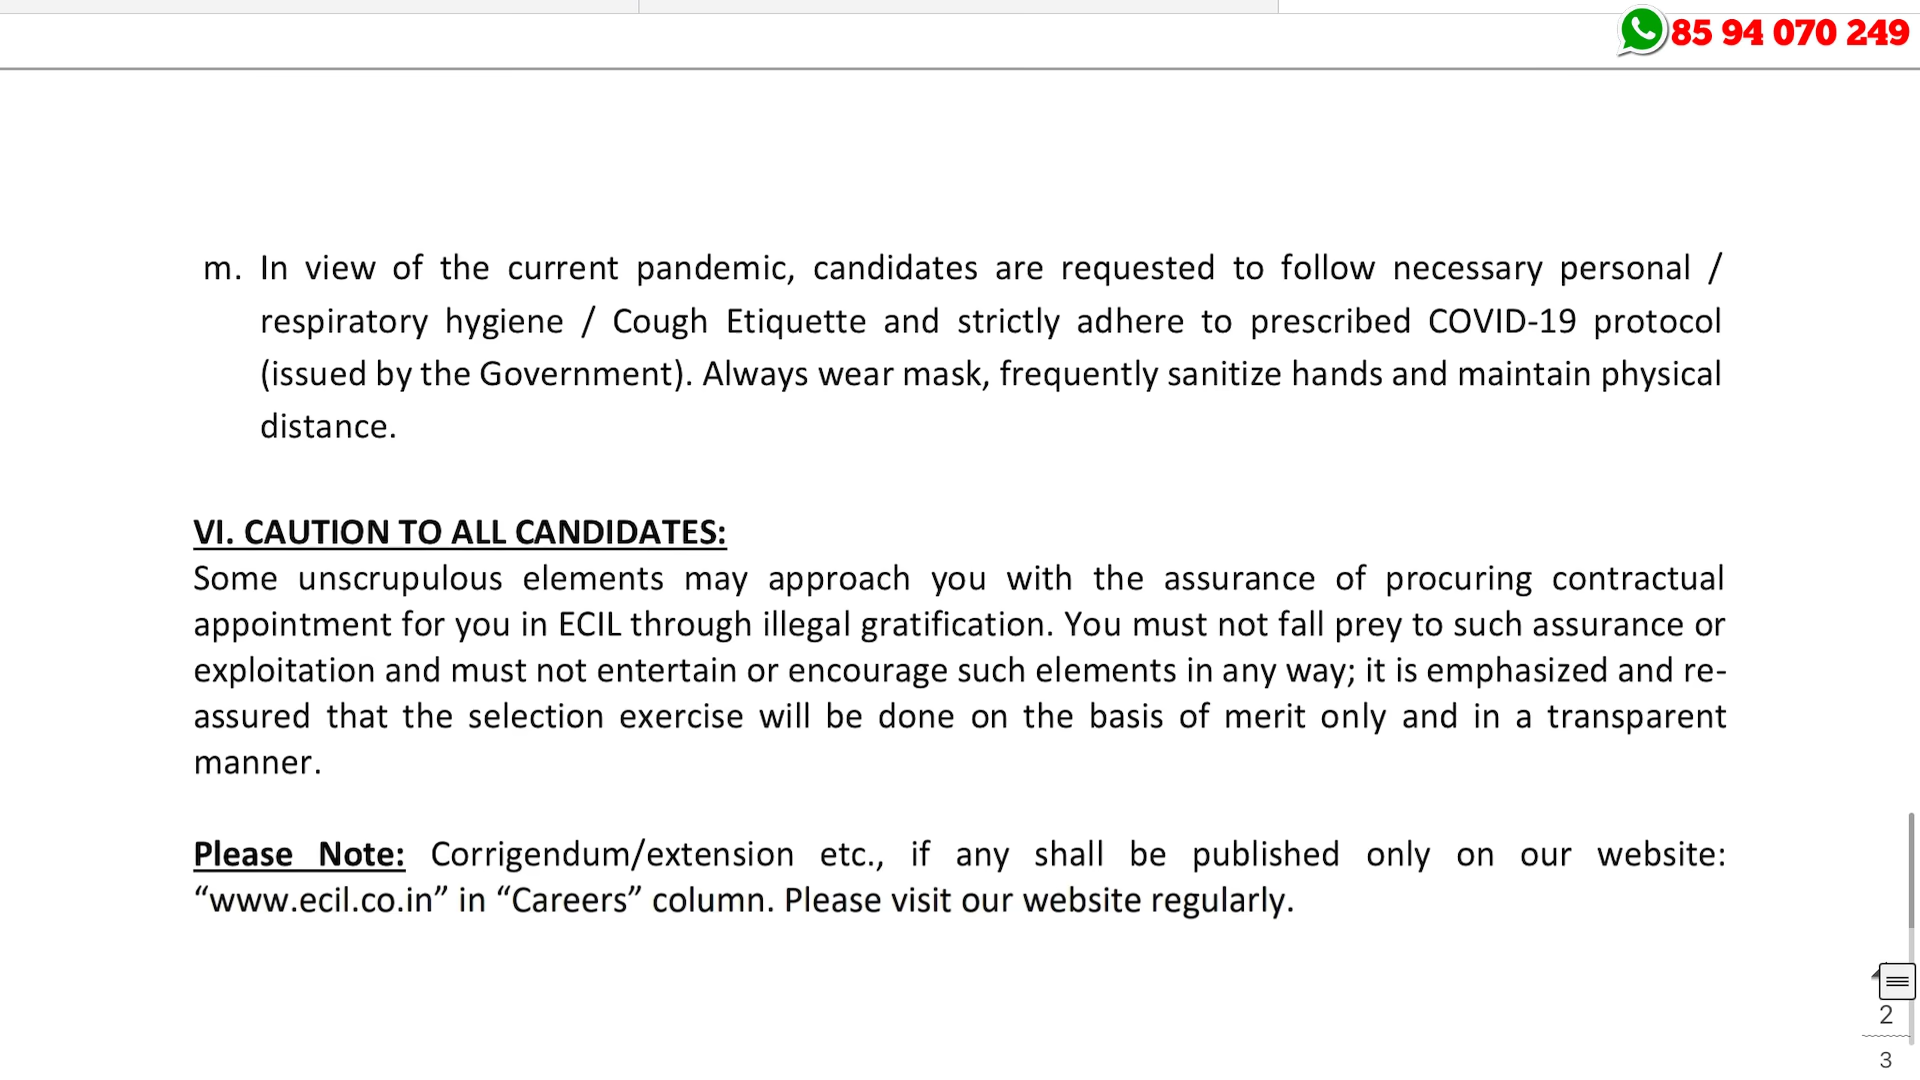 85 94 070 249
m. In view of the current pandemic, candidates are requested to follow necessary personal /
respiratory hygiene / Cough Etiquette and strictly adhere to prescribed COVID-19 protocol
(issued by the Government). Always wear mask, frequently sanitize hands and maintain physical
distance.
VI. CAUTION TO ALL CANDIDATES:
Some unscrupulous elements may approach you with the assurance of procuring contractual
appointment for you in ECIL through illegal gratification. You must not fall prey to such assurance or
exploitation and must not entertain or encourage such elements in any way; it is emphasized and re-
assured that the selection exercise will be done on the basis of merit only and in a transparent
manner.
Please Note: Corrigendum/extension etc., if any shall be published only on our website:
“www.ecil.co.in” in “Careers” column. Please visit our website regularly.
2
3